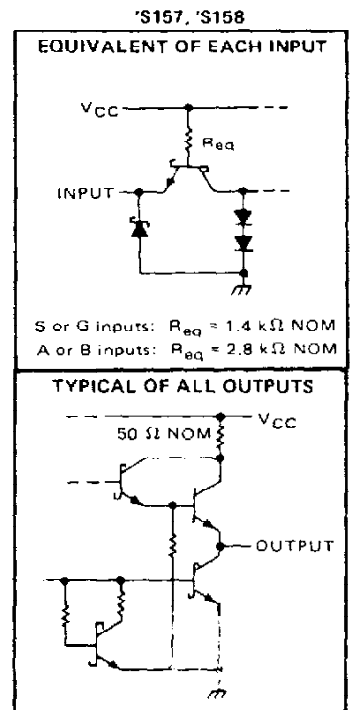 'S157, 'S158
EQUIVALENT OF EACH INPUT
VCC
Req
INPUT
S or G inputs: Req = 1.4 kΩ NOM
A or B inputs: Req = 2.8 kΩ NOM
TYPICAL OF ALL OUTPUTS
VCC
50 Ω NOM
OUTPUT